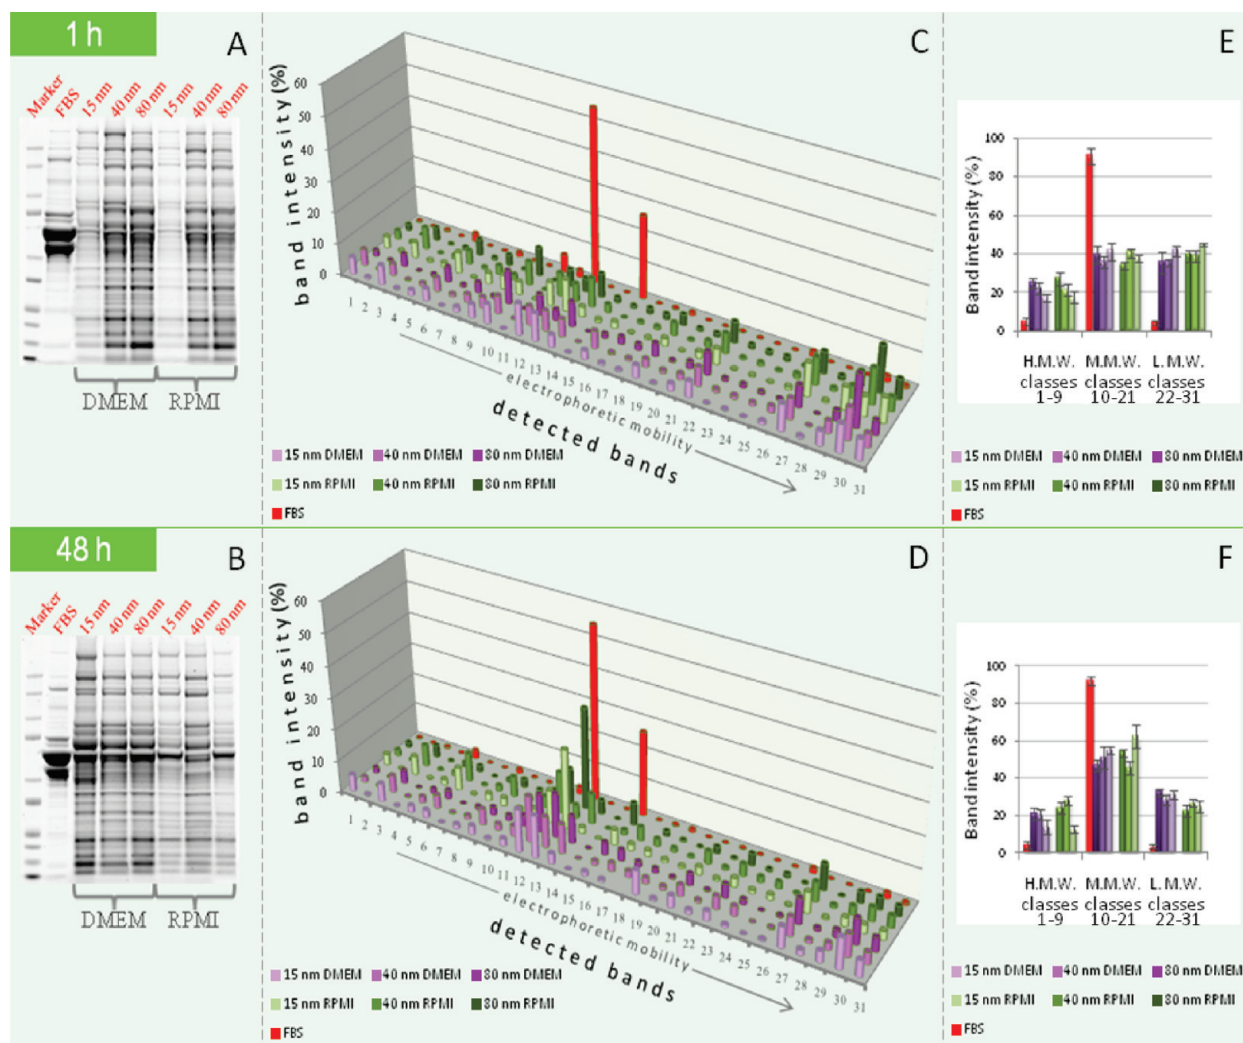 1 h
A
Marker
FBS
15 nm
40 nm
80 nm
15 nm
40 nm
80 nm
DMEM
RPMI
C
band intensity (%)
60
50
40
30
20
10
0
1 2 3 4 5 6 7 8 9 10 11 12 13 14 15 16 17 18 19 20 21 22 23 24 25 26 27 28 29 30 31
electrophoretic mobility
detected bands
15 nm DMEM 40 nm DMEM 80 nm DMEM
15 nm RPMI 40 nm RPMI 80 nm RPMI
FBS
E
Band intensity (%)
100
80
60
40
20
0
H.M.W. M.M.W. L.M.W.
classes classes classes
1-9 10-21 22-31
15 nm DMEM 40 nm DMEM 80 nm DMEM
15 nm RPMI 40 nm RPMI 80 nm RPMI
FBS
48 h
B
Marker
FBS
15 nm
40 nm
80 nm
15 nm
40 nm
80 nm
DMEM
RPMI
D
band intensity (%)
60
50
40
30
20
10
0
1 2 3 4 5 6 7 8 9 10 11 12 13 14 15 16 17 18 19 20 21 22 23 24 25 26 27 28 29 30 31
electrophoretic mobility
detected bands
15 nm DMEM 40 nm DMEM 80 nm DMEM
15 nm RPMI 40 nm RPMI 80 nm RPMI
FBS
F
Band intensity (%)
100
80
60
40
20
0
H.M.W. M.M.W. L.M.W.
classes classes classes
1-9 10-21 22-31
15 nm DMEM 40 nm DMEM 80 nm DMEM
15 nm RPMI 40 nm RPMI 80 nm RPMI
FBS